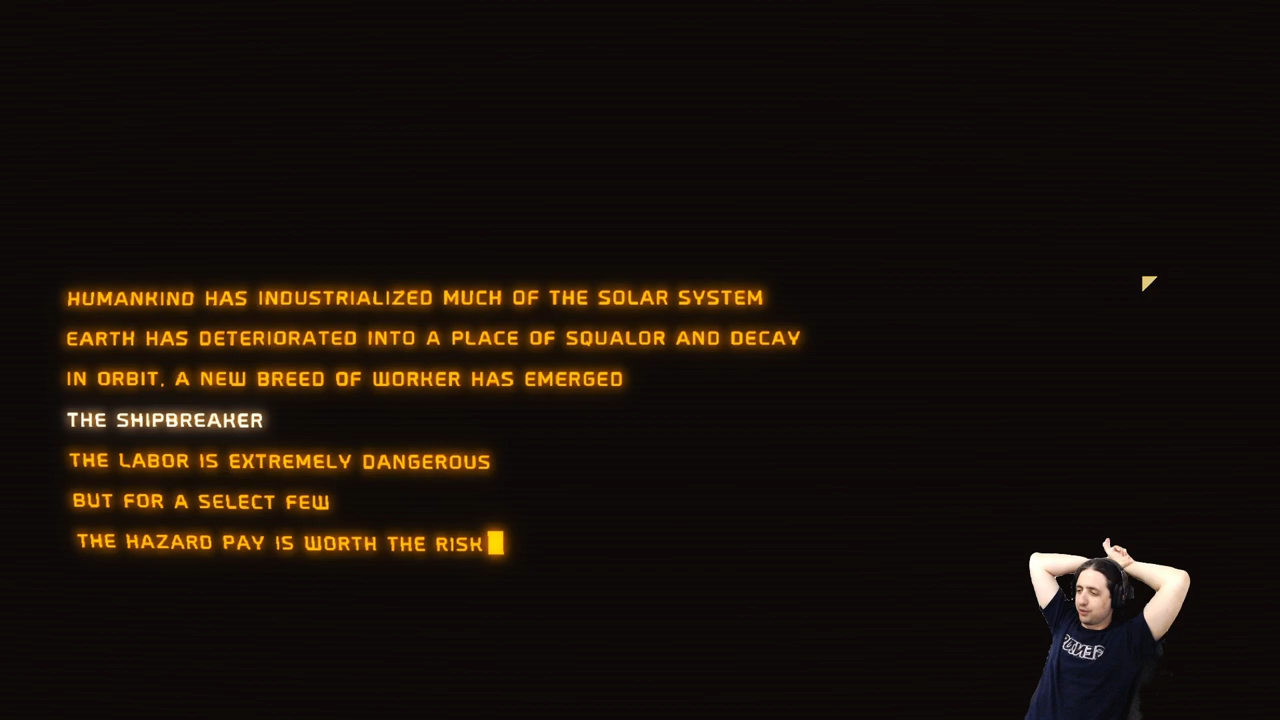 HUMANKIND HAS INDUSTRIALIZED MUCH OF THE SOLAR SYSTEM
EARTH HAS DETERIORATED INTO A PLACE OF SQUALOR AND DECAY
IN ORBIT, A NEW BREED OF WORKER HAS EMERGED
THE SHIPBREAKER
THE LABOR IS EXTREMELY DANGEROUS
BUT FOR A SELECT FEW
THE HAZARD PAY IS WORTH THE RISK